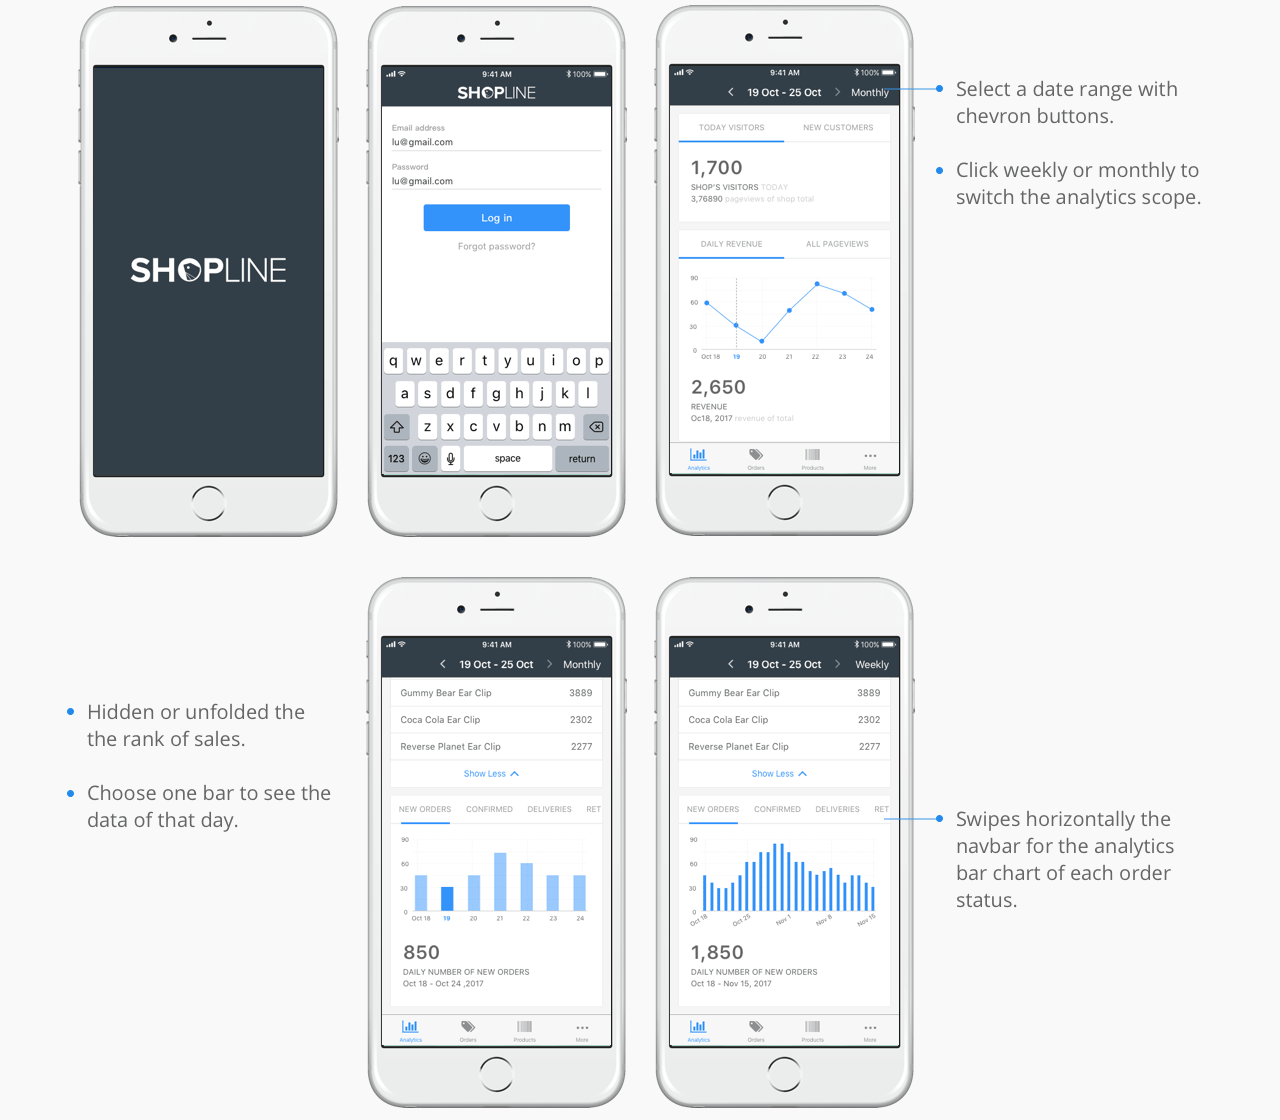 SHOPLINE
9:41 AM
100%
SHOPLINE
Email address
lu@gmail.com
Password
lu@gmail.com
Log in
Forgot password?
q w e r t y u i o p
a s d f g h j k l
z x c v b n m
123 space return
9:41 AM
100%
19 Oct - 25 Oct Monthly
TODAY VISITORS NEW CUSTOMERS
1,700
SHOP'S VISITORS TODAY
3,76890 pageviews of shop total
DAILY REVENUE ALL PAGEVIEWS
90
60
30
0
Oct 18 19 20 21 22 23 24
2,650
REVENUE
Oc18, 2017 revenue of total
Analytics Orders Products More
Select a date range with
chevron buttons.
Click weekly or monthly to
switch the analytics scope.
Hidden or unfolded the
the rank of sales.
Choose one bar to see the
data of that day.
9:41 AM
100%
19 Oct - 25 Oct Monthly
Gummy Bear Ear Clip 3889
Coca Cola Ear Clip 2302
Reverse Planet Ear Clip 2277
Show Less
NEW ORDERS CONFIRMED DELIVERIES RET
90
60
30
0
Oct 18 19 20 21 22 23 24
850
DAILY NUMBER OF NEW ORDERS
Oct 18 - Oct 24 ,2017
Analytics Orders Products More
9:41 AM
100%
19 Oct - 25 Oct Weekly
Gummy Bear Ear Clip 3889
Coca Cola Ear Clip 2302
Reverse Planet Ear Clip 2277
Show Less
NEW ORDERS CONFIRMED DELIVERIES RET
90
60
30
0
Oct 18 Oct 25 Nov 1 Nov 8 Nov 15
1,850
DAILY NUMBER OF NEW ORDERS
Oct 18 - Nov 15, 2017
Analytics Orders Products More
Swipes horizontally the
navbar for the analytics
bar chart of each order
status.